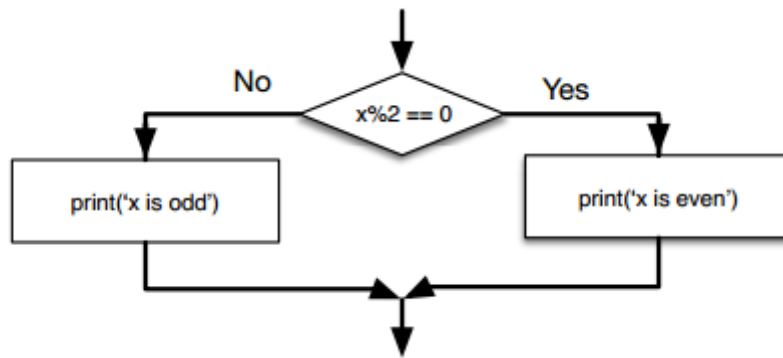 No
Yes
x%2 == 0
print(‘x is odd’)
print(‘x is even’)